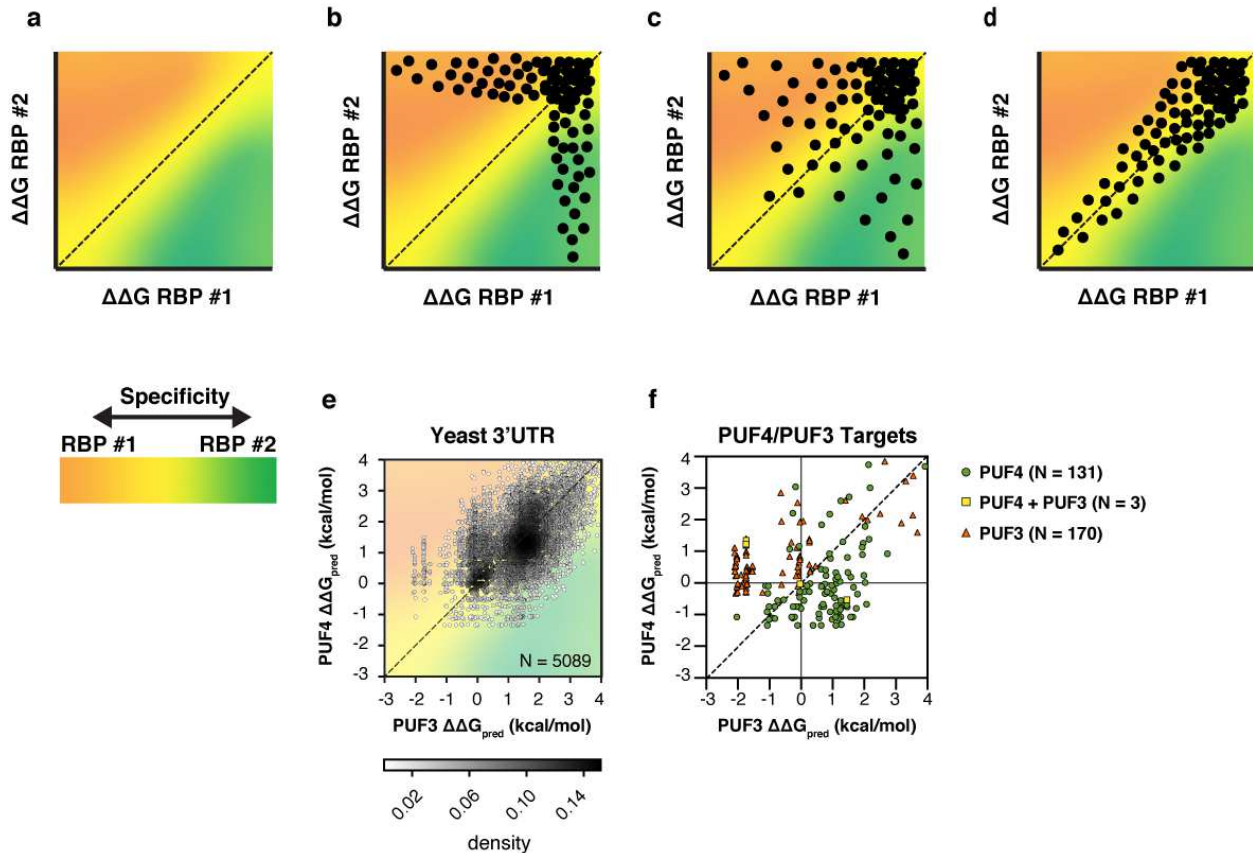 a
b
c
d
ΔΔG RBP #2
ΔΔG RBP #1
ΔΔG RBP #2
ΔΔG RBP #1
ΔΔG RBP #2
ΔΔG RBP #1
ΔΔG RBP #2
ΔΔG RBP #1
Specificity
RBP #1 RBP #2
e
Yeast 3'UTR
PUF4 ΔΔGpred (kcal/mol)
4
3
2
1
0
-1
-2
-3
N = 5089
-3 -2 -1 0 1 2 3 4
PUF3 ΔΔGpred (kcal/mol)
0.02 0.06 0.10 0.14
density
f
PUF4/PUF3 Targets
PUF4 ΔΔGpred (kcal/mol)
4
3
2
1
0
-1
-2
-3
-3 -2 -1 0 1 2 3 4
PUF3 ΔΔGpred (kcal/mol)
PUF4 (N = 131)
PUF4 + PUF3 (N = 3)
PUF3 (N = 170)